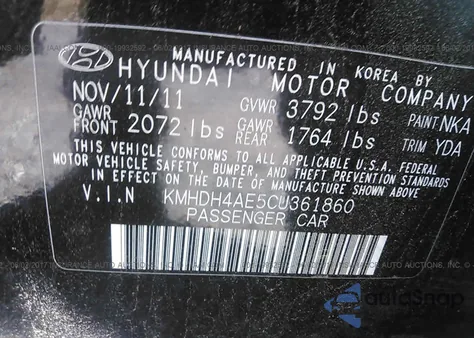 MANUFACTURED IN KOREA BY
HYUNDAI MOTOR COMPANY
NOV/11/11 GVWR 3792 lbs PAINT NKA
GAWR FRONT 2072 lbs GAWR REAR 1764 lbs TRIM YDA
THIS VEHICLE CONFORMS TO ALL APPLICABLE U.S.A. FEDERAL
MOTOR VEHICLE SAFETY, BUMPER, AND THEFT PREVENTION STANDARDS
IN EFFECT ON THE DATE OF MANUFACTURE SHOWN ABOVE.
V.I.N KMHDH4AE5CU361860
PASSENGER CAR
autoSnap